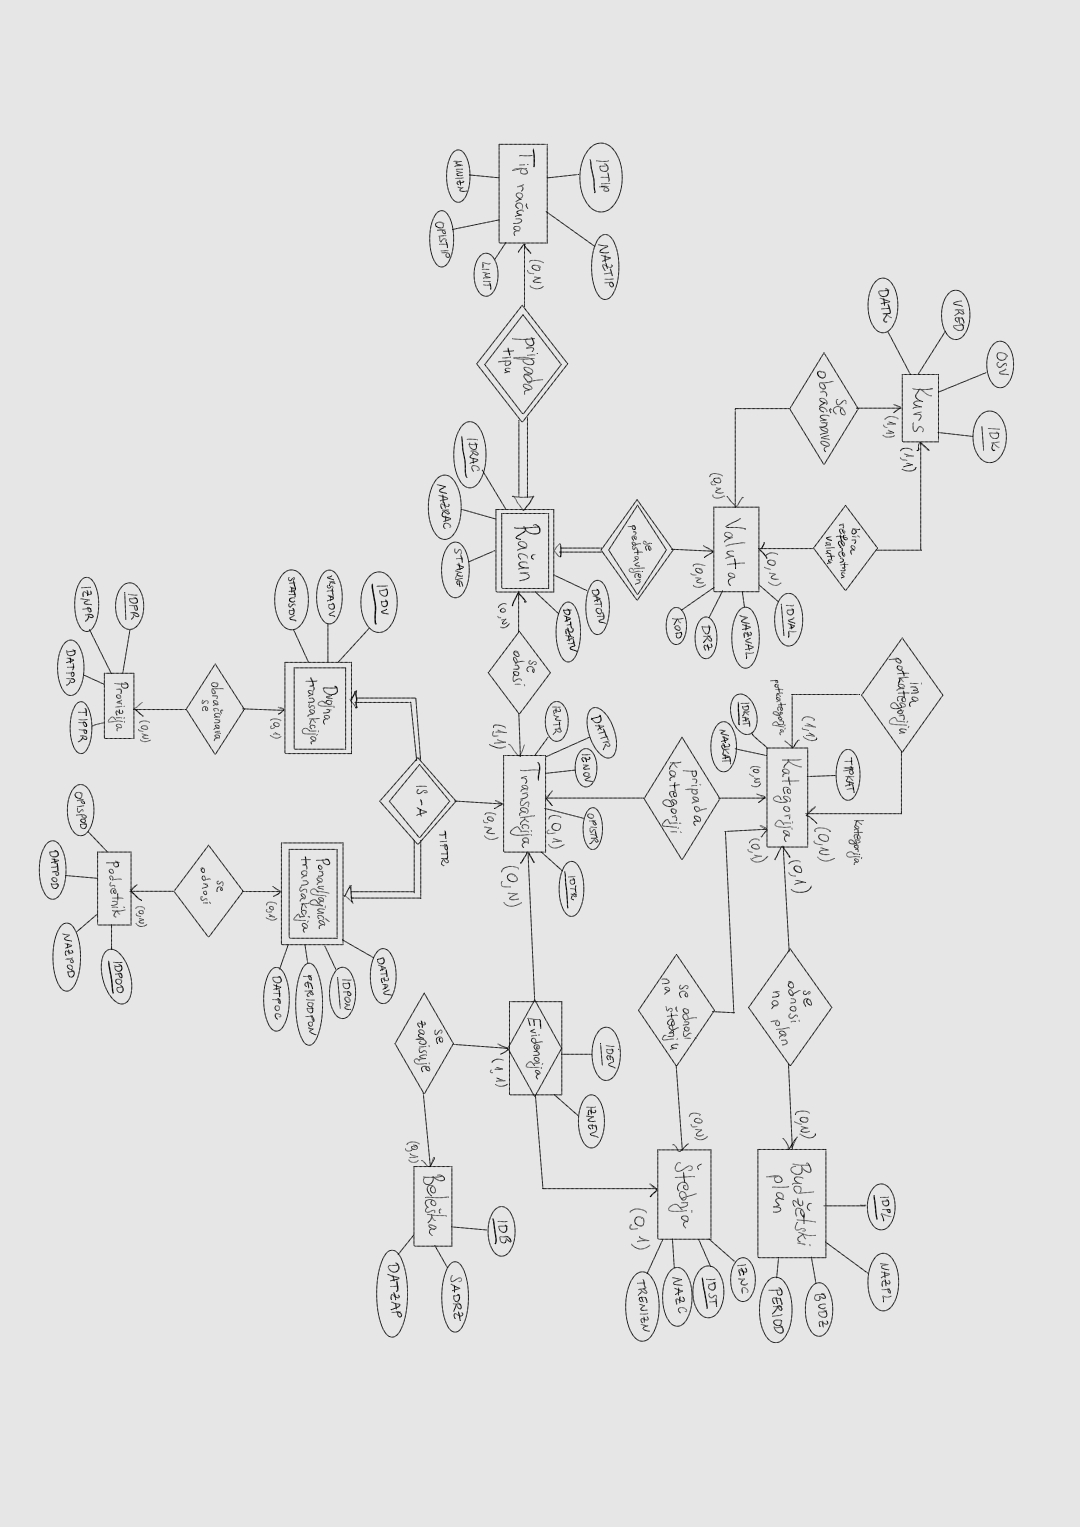 OSV
IDK
VRED
Kurs
DATK
(1,1)
(1,1)
se
obračunava
bira
referentnu
valutu
(0,N)
IDVAL
NAZVAL
Valuta
DRZ
KOD
(0,N)
(0,N)
je
predstavljen
ima
potkategoriju
kategorija
TIPKAT
(0,N)
(1,1)
potkategorija
Kategorija
(0,1)
(0,N)
(0,1)
IDKAT
NAZKAT
se
odnosi
na plan
(0,N)
IDPL
NAZPL
Budžetski
plan
BUDZ
PERIOD
pripada
kategoriji
se odnosi
na štednju
(0,N)
IZNC
IDST
Štednja
NAZC
TRENIZN
(0,1)
IDTIP
NAZTIP
Tip računa
(0,N)
MINIZN
OPISTIP
LIMIT
pripada
tipu
DATOTV
DATZATV
Račun
IDRAC
NAZRAC
STANJE
(0,N)
se
odnosi
(1,1)
DATTR
IZNOV
OPISTR
IDTR
IZNTR
(0,1)
Transakcija
(0,N)
(0,N)
IDEV
IZNEV
Evidencija
(1,1)
se
zapisuje
(0,1)
IDB
SADRZ
Beleška
DATZAP
IS-A
TIPTR
IDDV
VRSTADV
STATUSDV
Dvojna
transakcija
(0,1)
obračunava
se
(0,N)
IDPR
Provizija
IZNPR
DATPR
TIPPR
DATZAV
IDPON
PERIODPON
DATPOC
Ponavljajuća
transakcija
(0,1)
se
odnosi
(0,N)
Podsetnik
IDPOD
OPISPOD
DATPOD
NAZPOD